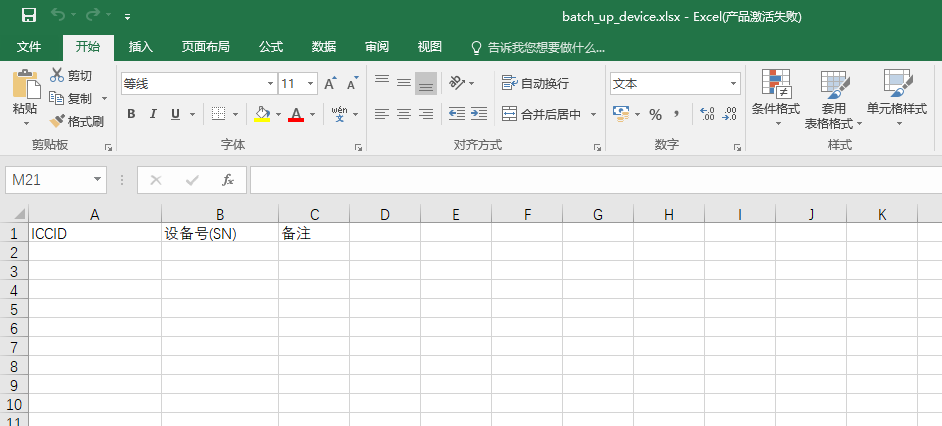 batch_up_device.xlsx - Excel(产品激活失败)
文件 开始 插入 页面布局 公式 数据 审阅 视图 告诉我您想要做什么...
剪切
等线 11 A A 自动换行 文本
粘贴 复制 条件格式 套用 单元格样式
表格格式
格式刷 B I U A wén 文 合并后居中 % , .00 .00
剪贴板 字体 对齐方式 数字 样式
M21 fx
A B C D E F G H I J K
1 ICCID 设备号(SN) 备注
2
3
4
5
6
7
8
9
10
11